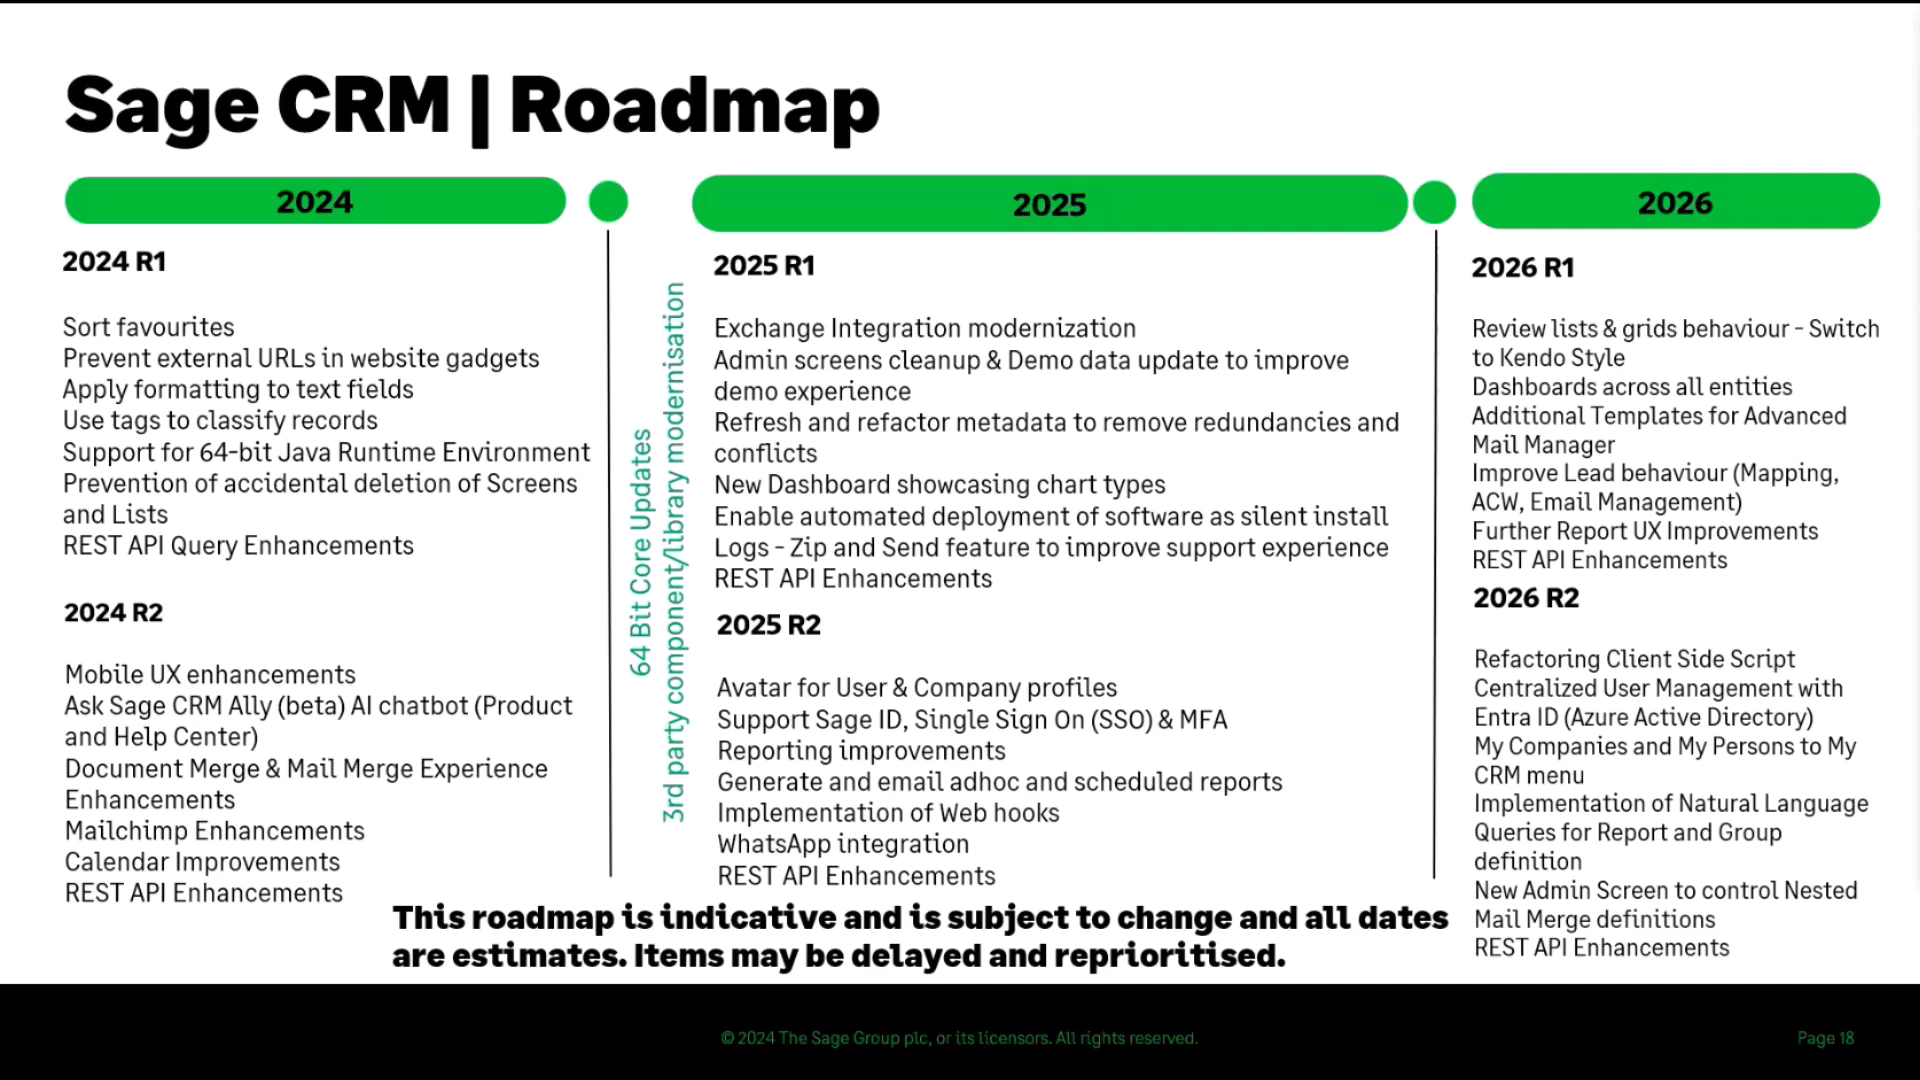 Sage CRM | Roadmap
2024
2024 R1
Sort favourites
Prevent external URLs in website gadgets
Apply formatting to text fields
Use tags to classify records
Support for 64-bit Java Runtime Environment
Prevention of accidental deletion of Screens
and Lists
REST API Query Enhancements
2024 R2
Mobile UX enhancements
Ask Sage CRM Ally (beta) AI chatbot (Product
and Help Center)
Document Merge & Mail Merge Experience
Enhancements
Mailchimp Enhancements
Calendar Improvements
REST API Enhancements
64 Bit Core Updates
3rd party component/library modernisation
2025
2025 R1
Exchange Integration modernization
Admin screens cleanup & Demo data update to improve
demo experience
Refresh and refactor metadata to remove redundancies and
conflicts
New Dashboard showcasing chart types
Enable automated deployment of software as silent install
Logs - Zip and Send feature to improve support experience
REST API Enhancements
2025 R2
Avatar for User & Company profiles
Support Sage ID, Single Sign On (SSO) & MFA
Reporting improvements
Generate and email adhoc and scheduled reports
Implementation of Web hooks
WhatsApp integration
REST API Enhancements
2026
2026 R1
Review lists & grids behaviour - Switch
to Kendo Style
Dashboards across all entities
Additional Templates for Advanced
Mail Manager
Improve Lead behaviour (Mapping,
ACW, Email Management)
Further Report UX Improvements
REST API Enhancements
2026 R2
Refactoring Client Side Script
Centralized User Management with
Entra ID (Azure Active Directory)
My Companies and My Persons to My
CRM menu
Implementation of Natural Language
Queries for Report and Group
definition
New Admin Screen to control Nested
Mail Merge definitions
REST API Enhancements
This roadmap is indicative and is subject to change and all dates
are estimates. Items may be delayed and reprioritised.
© 2024 The Sage Group plc, or its licensors. All rights reserved.
Page 18